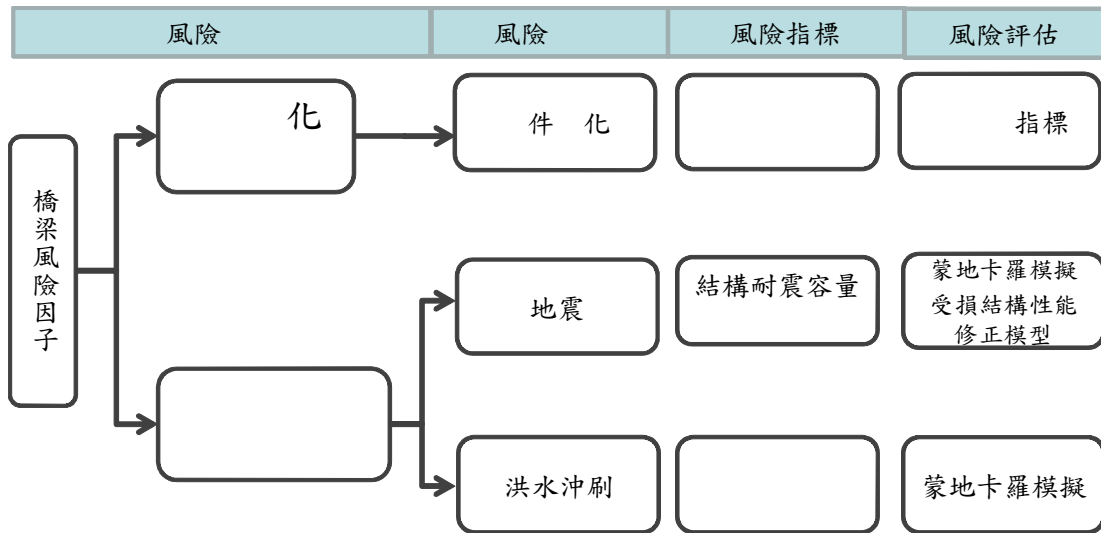 風險
風險
風險指標
風險評估
橋梁風險因子
化
件 化
指標
地震
結構耐震容量
蒙地卡羅模擬
受損結構性能
修正模型
洪水沖刷
蒙地卡羅模擬